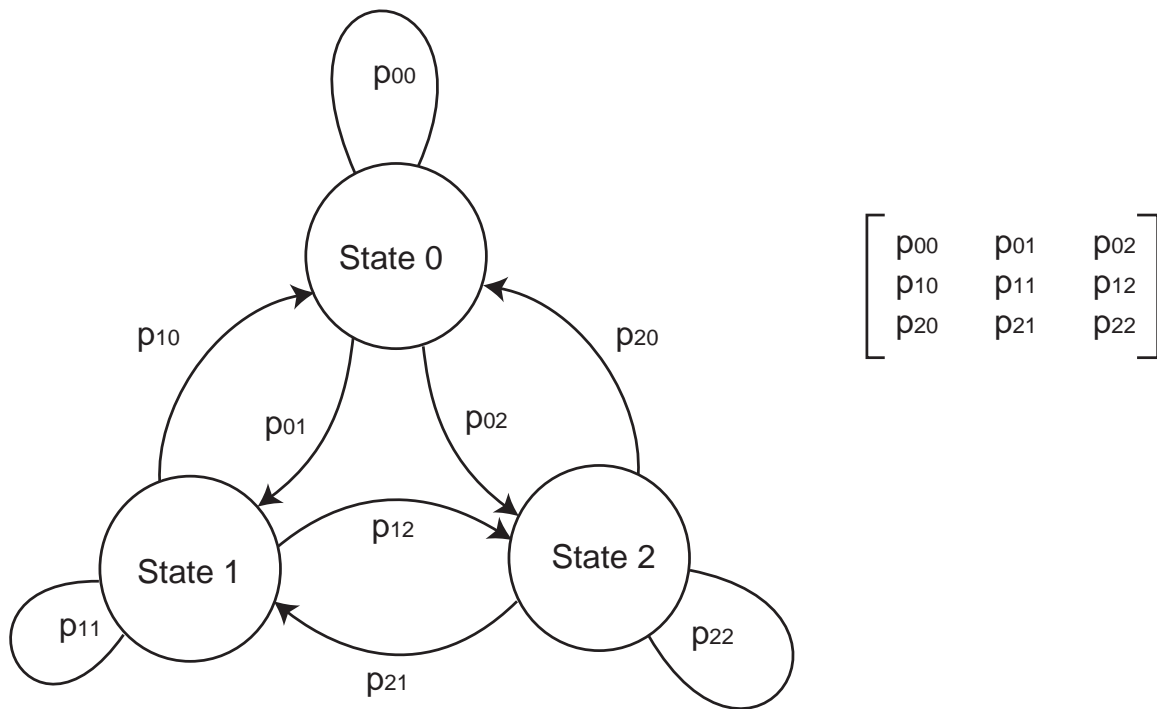 p00
State 0
p00 p01 p02
p10 p11 p12
p20 p21 p22
p10
p20
p01
p02
p12
State 1
State 2
p11
p22
p21